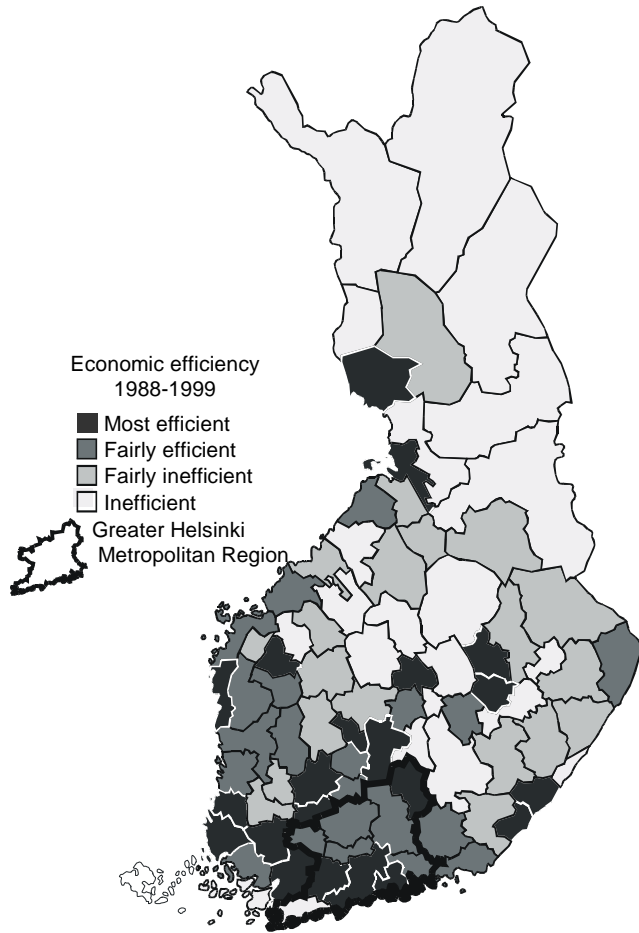 Economic efficiency
1988-1999
Most efficient
Fairly efficient
Fairly inefficient
Inefficient
Greater Helsinki
Metropolitan Region